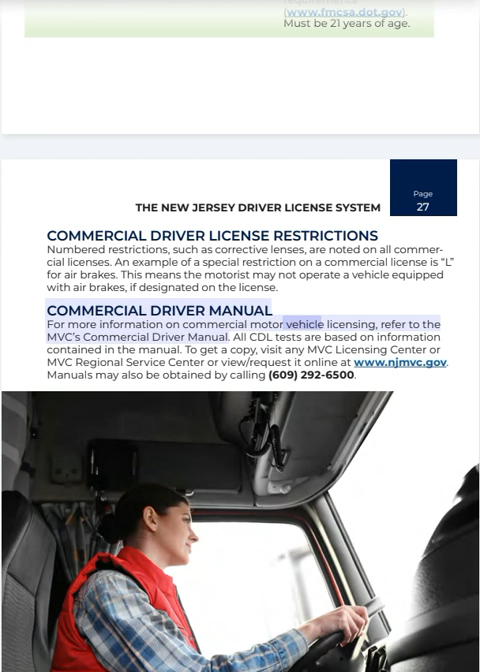 requirements
(www.fmcsa.dot.gov).
Must be 21 years of age.
Page
27
THE NEW JERSEY DRIVER LICENSE SYSTEM
COMMERCIAL DRIVER LICENSE RESTRICTIONS
Numbered restrictions, such as corrective lenses, are noted on all commer-
cial licenses. An example of a special restriction on a commercial license is “L”
for air brakes. This means the motorist may not operate a vehicle equipped
with air brakes, if designated on the license.
COMMERCIAL DRIVER MANUAL
For more information on commercial motor vehicle licensing, refer to the
MVC’s Commercial Driver Manual. All CDL tests are based on information
contained in the manual. To get a copy, visit any MVC Licensing Center or
MVC Regional Service Center or view/request it online at www.njmvc.gov.
Manuals may also be obtained by calling (609) 292-6500.